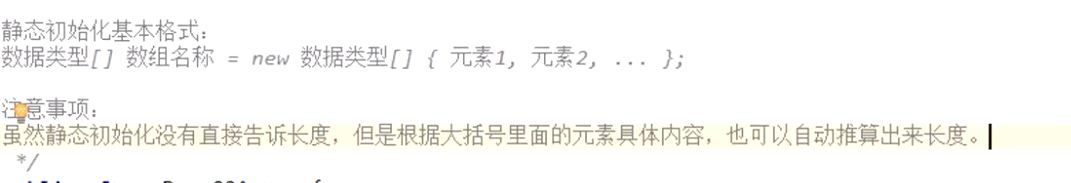 静态初始化基本格式：
数据类型[] 数组名称 = new 数据类型[] { 元素1, 元素2, ... };
注意事项：
虽然静态初始化没有直接告诉长度，但是根据大括号里面的元素具体内容，也可以自动推算出来长度。
*/